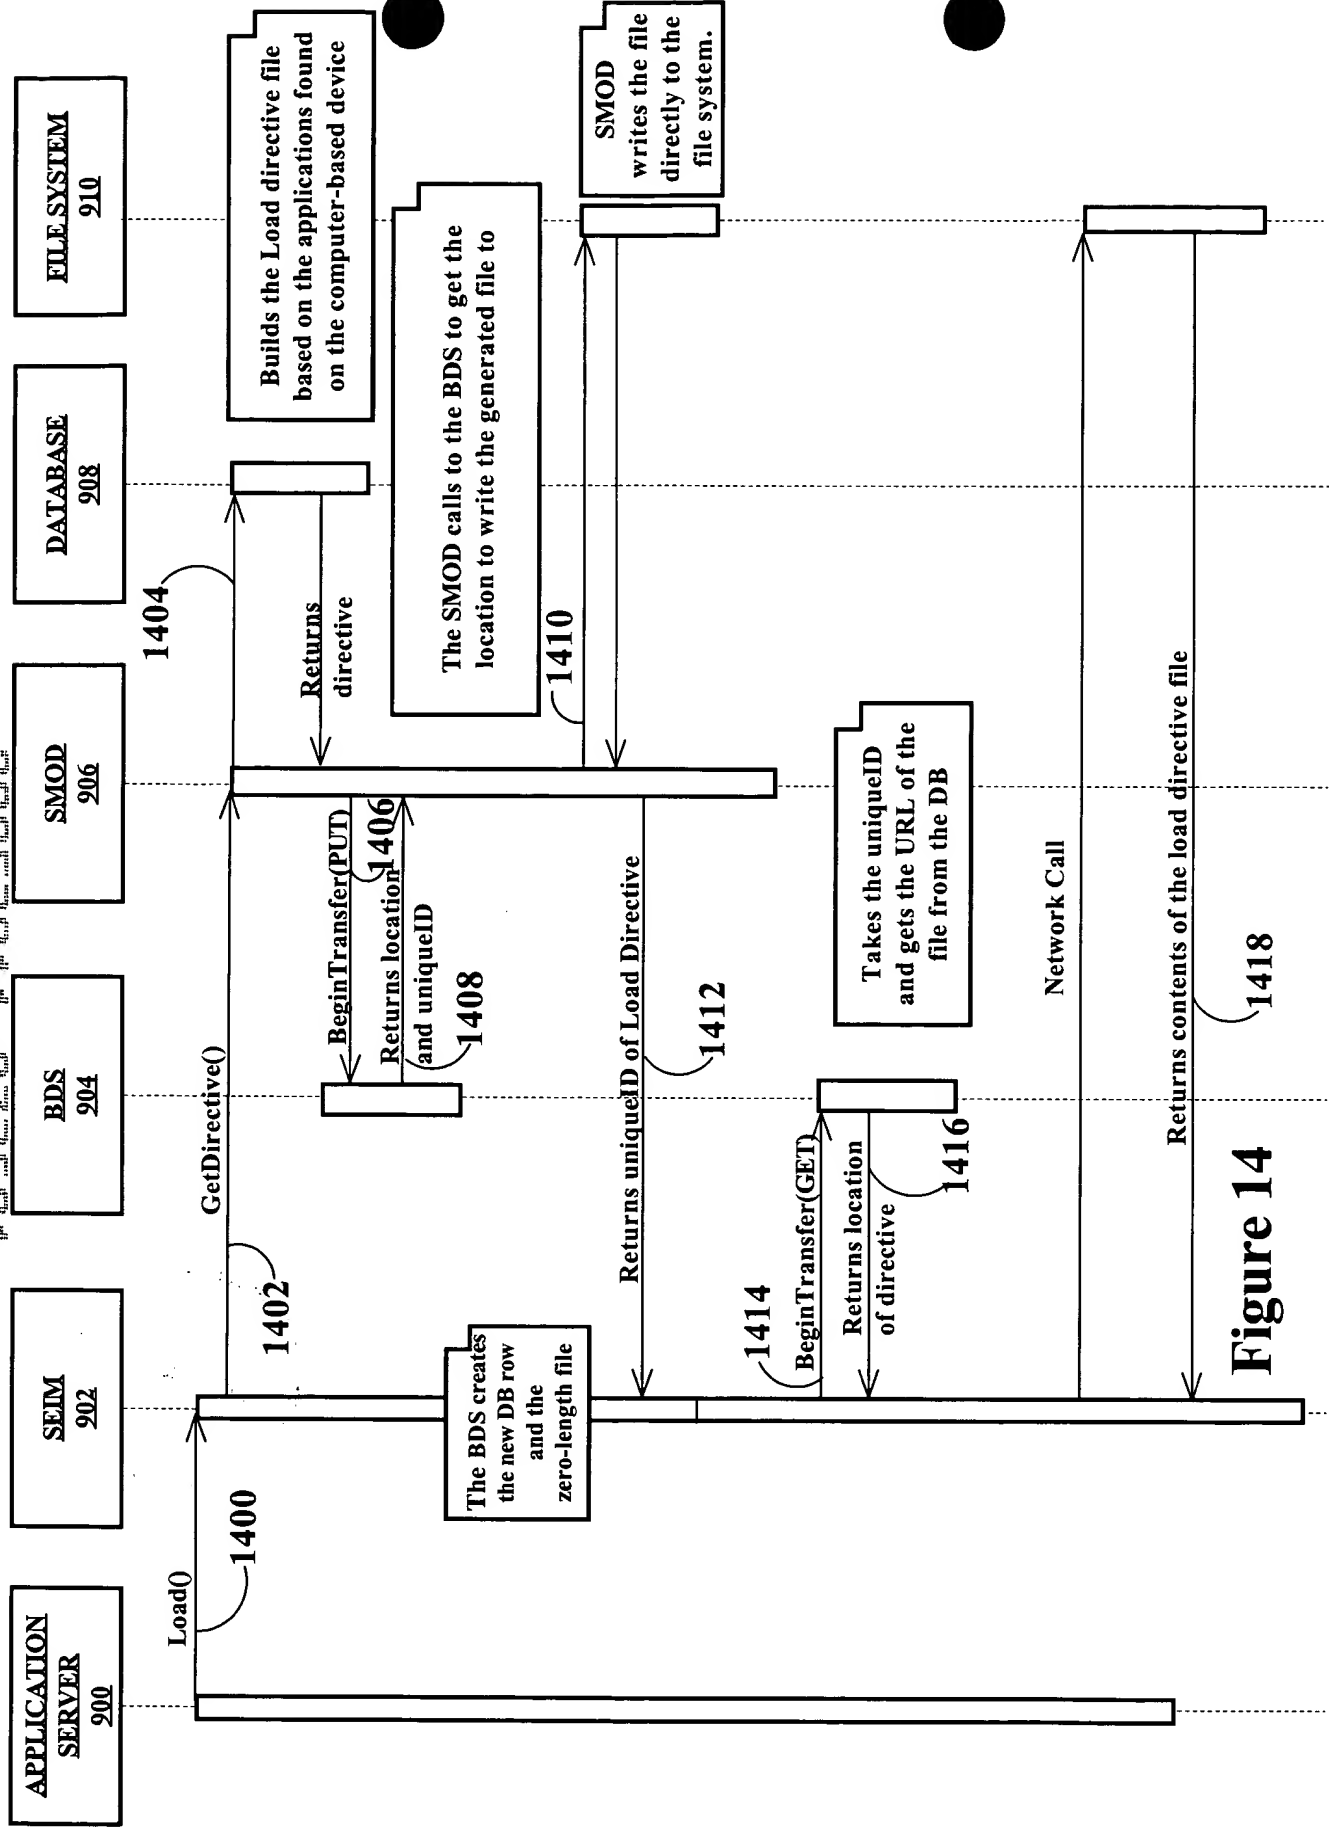 APPLICATION
SERVER
900
SEIM
902
BDS
904
SMOD
906
DATABASE
908
FILE SYSTEM
910
Load()
1400
GetDirective()
1402
1404
Builds the Load directive file
based on the applications found
on the computer-based device
Returns
directive
BeginTransfer(PUT)
1406
Returns location
and uniqueID
1408
The SMOD calls to the BDS to get the
location to write the generated file to
The BDS creates
the new DB row
and the
zero-length file
1410
SMOD
writes the file
directly to the
file system.
Returns uniqueID of Load Directive
1412
1414
BeginTransfer(GET)
Returns location
of directive
1416
Takes the uniqueID
and gets the URL of the
file from the DB
Network Call
Returns contents of the load directive file
1418
Figure 14